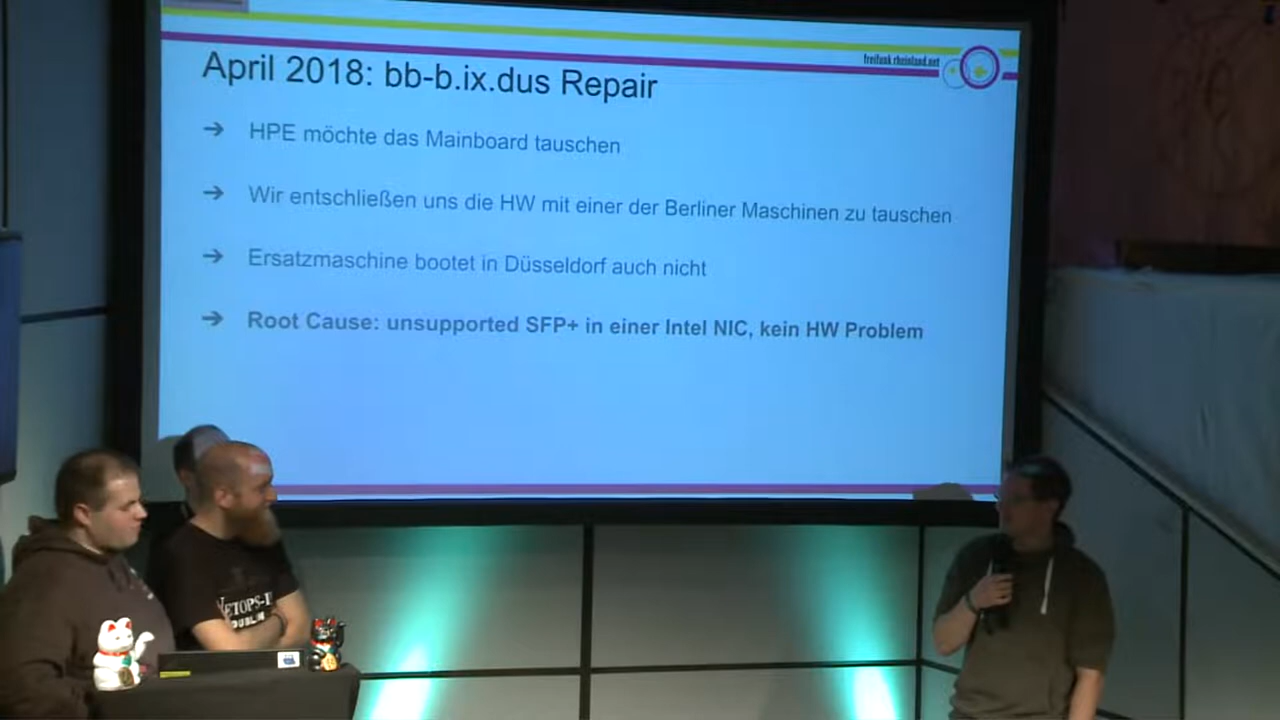 freifunk rheinland.net
April 2018: bb-b.ix.dus Repair
➔ HPE möchte das Mainboard tauschen
➔ Wir entschließen uns die HW mit einer der Berliner Maschinen zu tauschen
➔ Ersatzmaschine bootet in Düsseldorf auch nicht
➔ Root Cause: unsupported SFP+ in einer Intel NIC, kein HW Problem